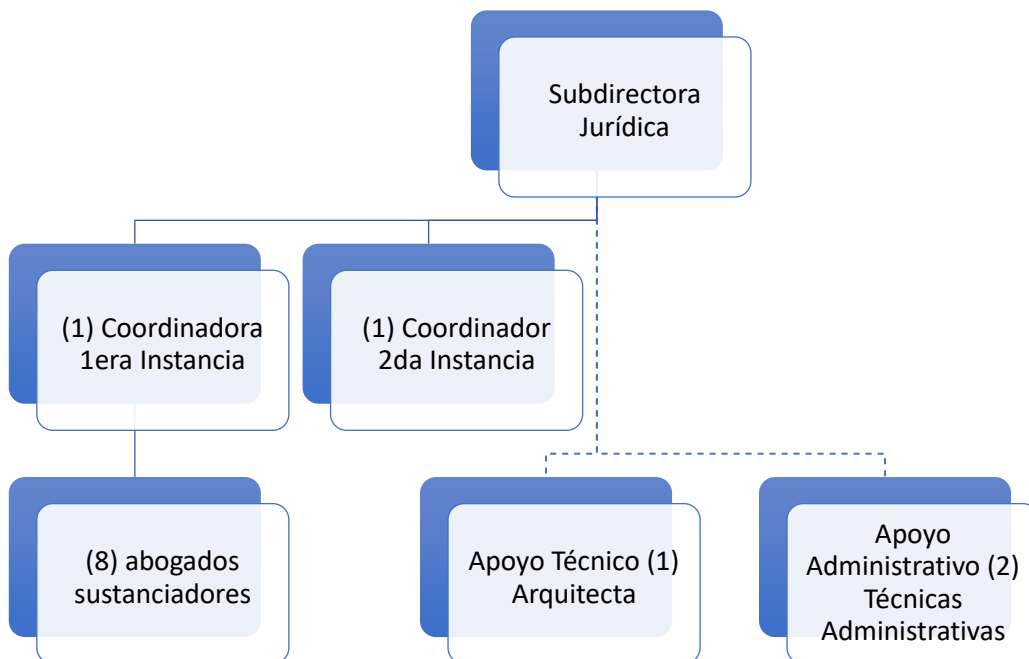 Subdirectora
Jurídica
(1) Coordinadora
1era Instancia
(1) Coordinador
2da Instancia
(8) abogados
sustanciadores
Apoyo Técnico (1)
Arquitecta
Apoyo
Administrativo (2)
Técnicas
Administrativas